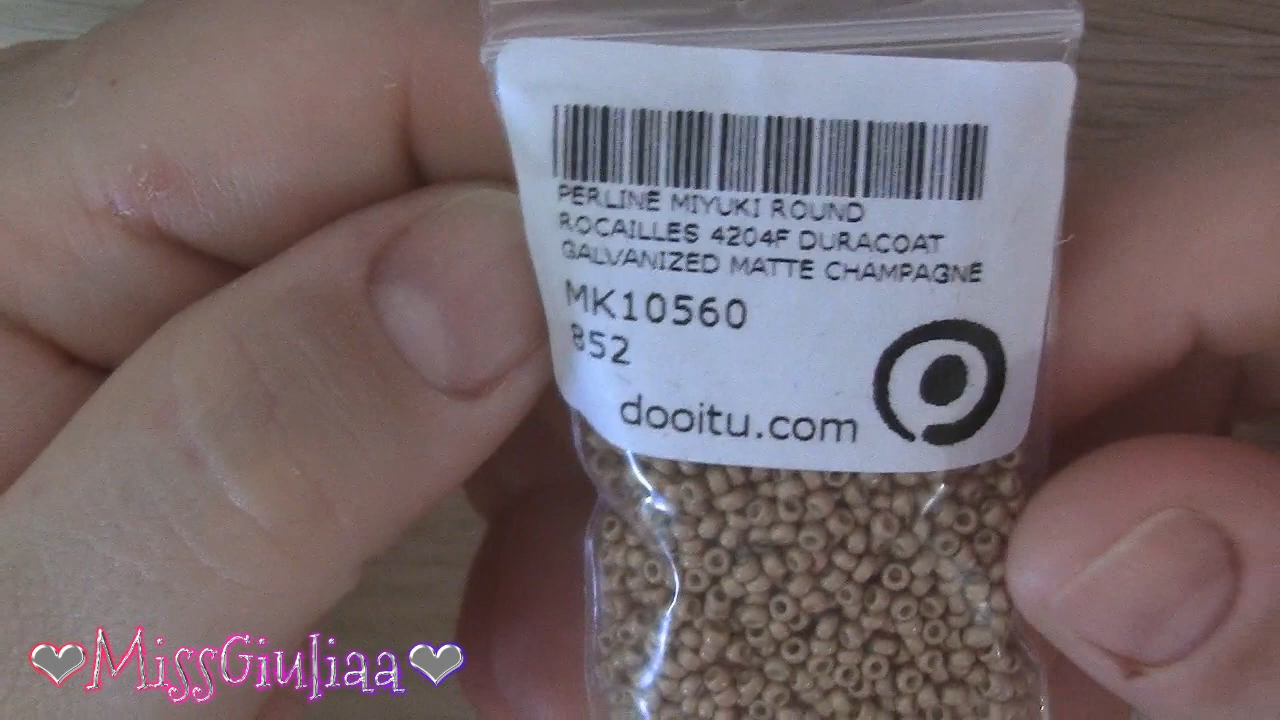 PERLINE MIYUKI ROUND
ROCAILLES 4204F DURACOAT
GALVANIZED MATTE CHAMPAGNE
MK10560
852
dooitu.com
❤MissGiuliaa❤